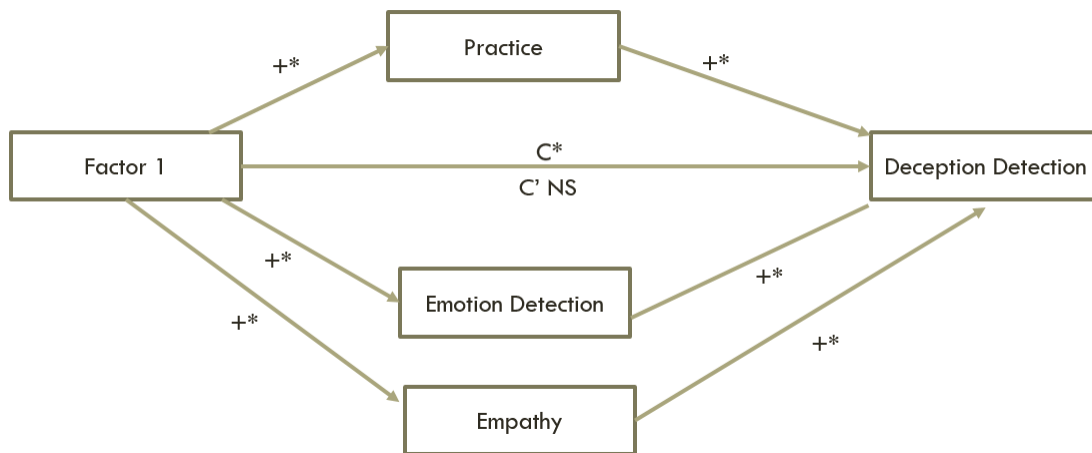 Practice
+*
+*
Factor 1
C*
C' NS
Deception Detection
+*
Emotion Detection
+*
+*
+*
Empathy